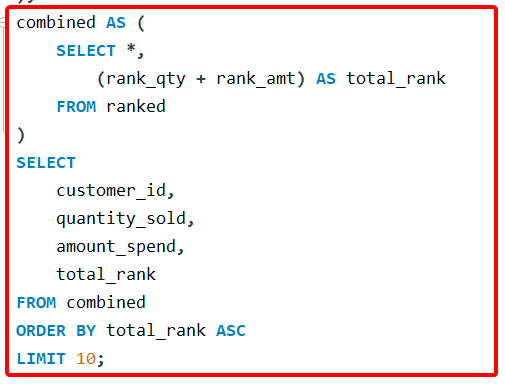 combined AS (
    SELECT *,
        (rank_qty + rank_amt) AS total_rank
    FROM ranked
)
SELECT
    customer_id,
    quantity_sold,
    amount_spend,
    total_rank
FROM combined
ORDER BY total_rank ASC
LIMIT 10;